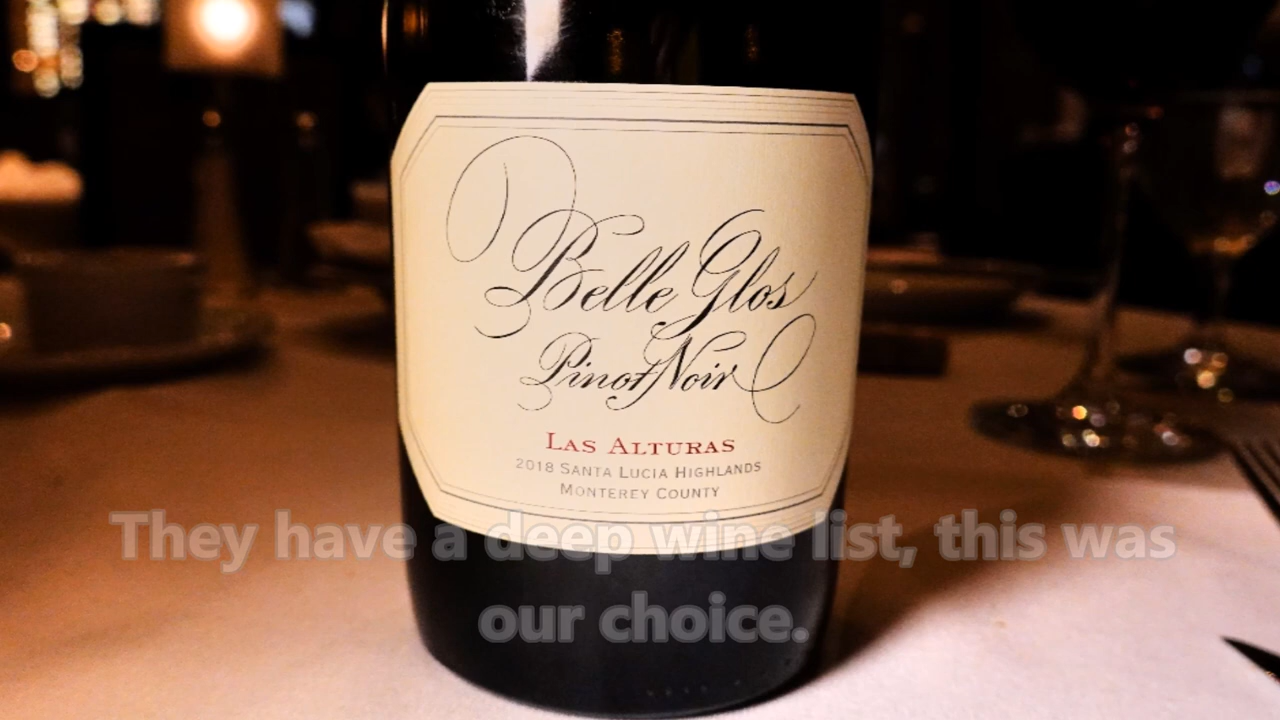 Belle Glos
Pinot Noir
LAS ALTURAS
2018 SANTA LUCIA HIGHLANDS
MONTEREY COUNTY
They have a deep wine list, this was
our choice.